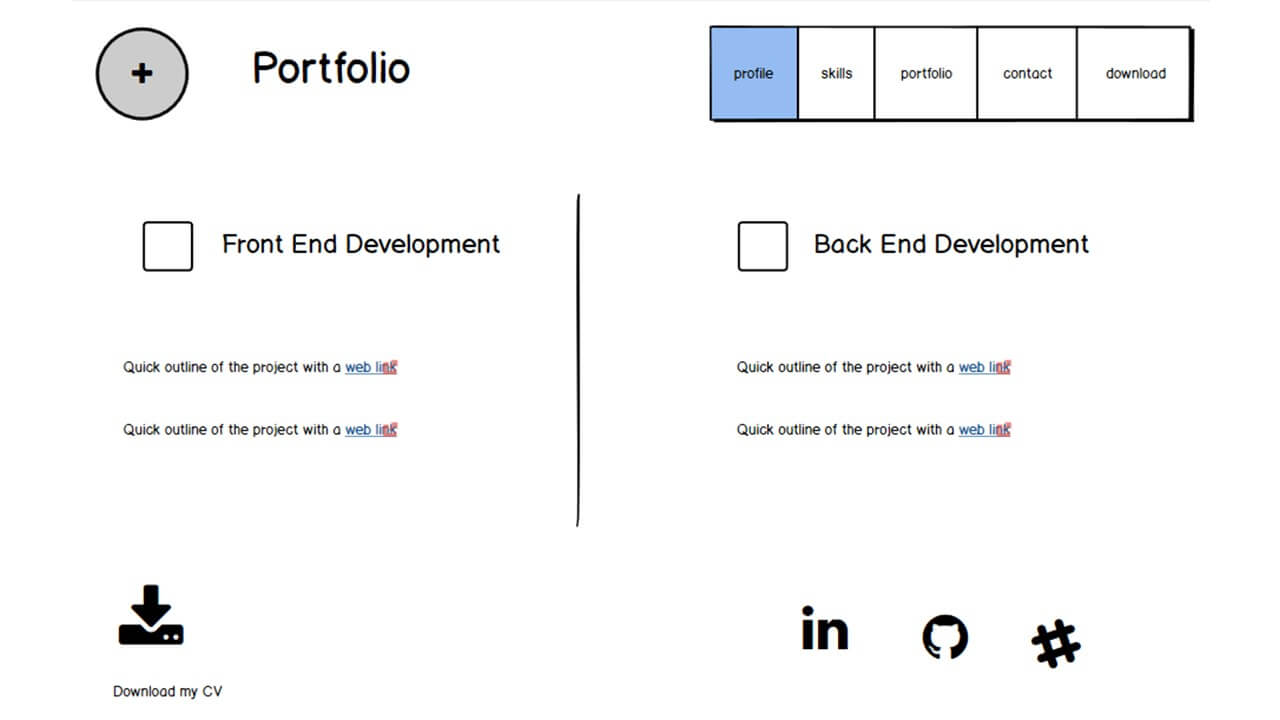 Portfolio
profile skills portfolio contact download
Front End Development
Back End Development
Quick outline of the project with a web link
Quick outline of the project with a web link
Quick outline of the project with a web link
Quick outline of the project with a web link
in
Download my CV